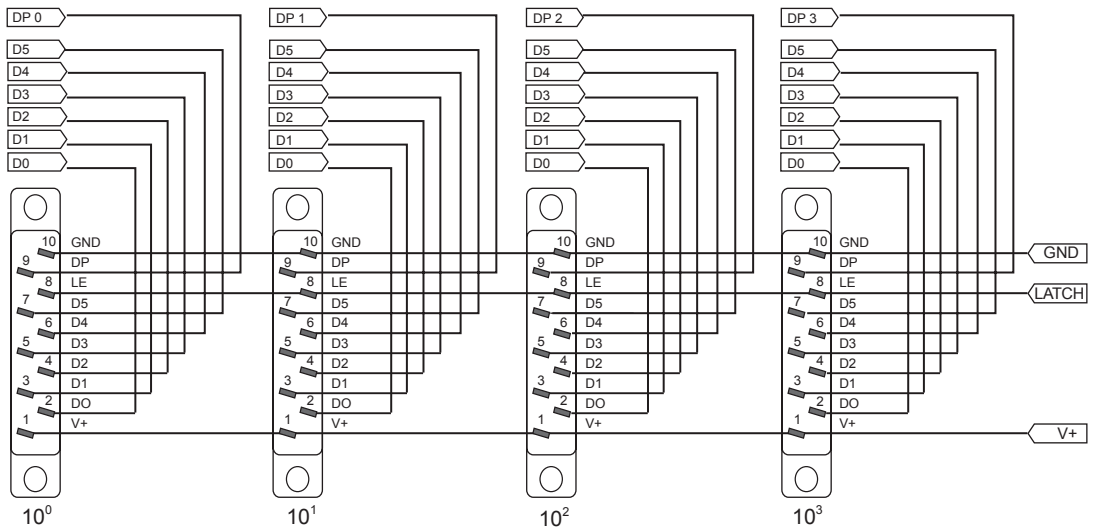 DP 0 DP 1 DP 2 DP 3
D5 D5 D5 D5
D4 D4 D4 D4
D3 D3 D3 D3
D2 D2 D2 D2
D1 D1 D1 D1
D0 D0 D0 D0
10 GND 10 GND 10 GND 10 GND GND
9 DP 9 DP 9 DP 9 DP
8 LE 8 LE 8 LE 8 LE LATCH
7 D5 7 D5 7 D5 7 D5
6 D4 6 D4 6 D4 6 D4
5 D3 5 D3 5 D3 5 D3
4 D2 4 D2 4 D2 4 D2
3 D1 3 D1 3 D1 3 D1
2 DO 2 DO 2 DO 2 DO
1 V+ 1 V+ 1 V+ 1 V+ V+
10⁰ 10¹ 10² 10³